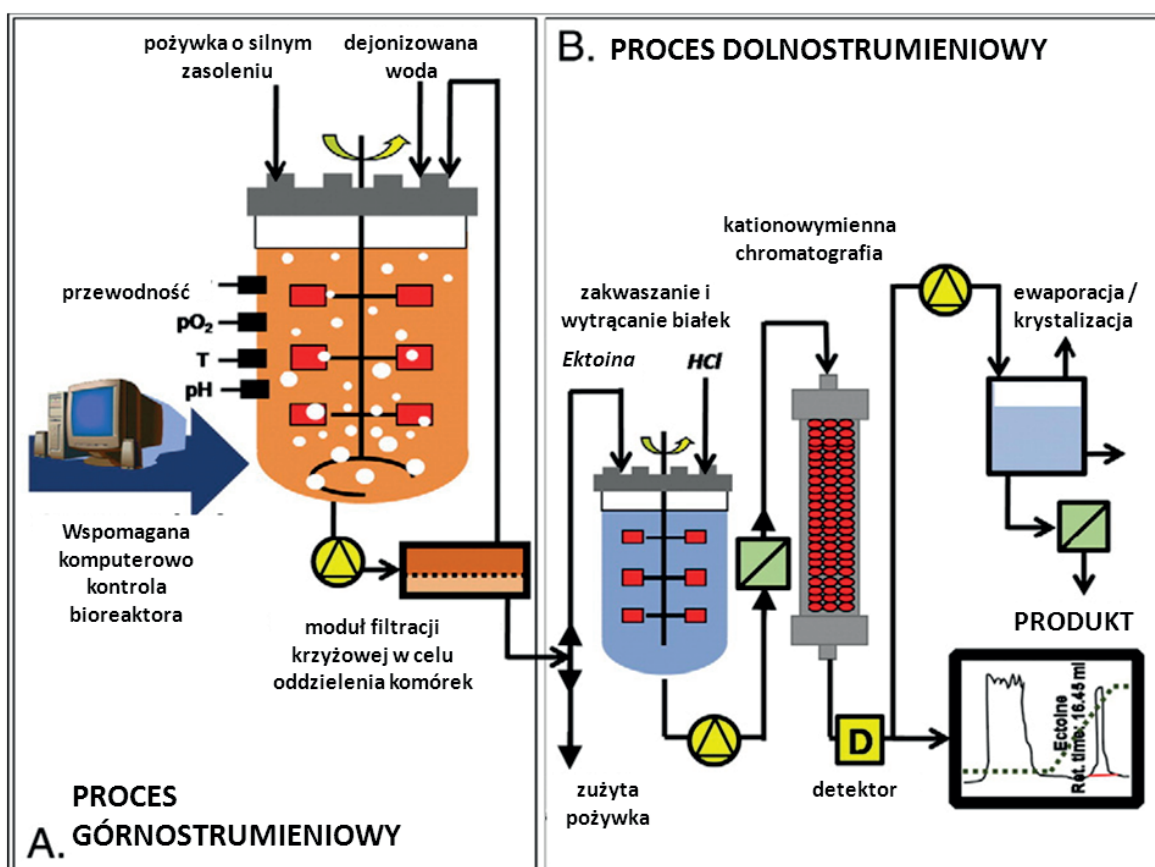 pożywka o silnym
zasoleniu
dejonizowana
woda
przewodność
pO₂
T
pH
Wspomagana
komputerowo
kontrola
bioreaktora
moduł filtracji
krzyżowej w celu
oddzielenia komórek
PROCES
GÓRNOSTRUMIENIOWY
A.
B. PROCES DOLNOSTRUMIENIOWY
kationowymienna
chromatografia
zakwaszanie i
wytrącanie białek
Ektoina
HCl
ewaporacja /
krystalizacja
PRODUKT
D
detektor
zużyta
pożywka
Ectoine
Ret. time: 16.45 ml